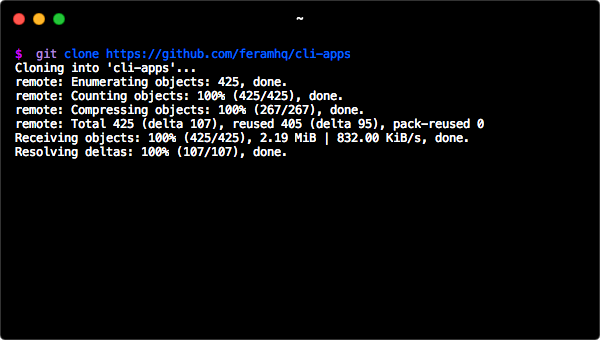 ~
$ git clone https://github.com/feramhq/cli-apps
Cloning into 'cli-apps'...
remote: Enumerating objects: 425, done.
remote: Counting objects: 100% (425/425), done.
remote: Compressing objects: 100% (267/267), done.
remote: Total 425 (delta 107), reused 405 (delta 95), pack-reused 0
Receiving objects: 100% (425/425), 2.19 MiB | 832.00 KiB/s, done.
Resolving deltas: 100% (107/107), done.